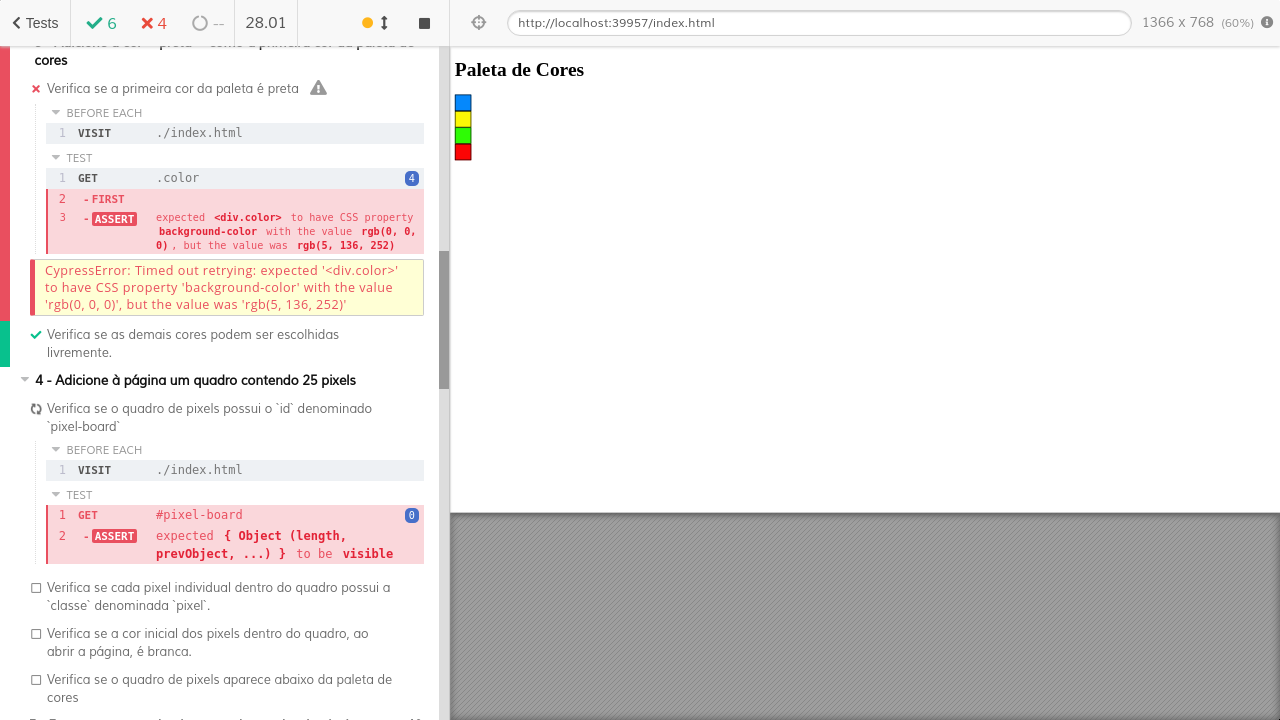 Tests 6 4 -- 28.01
http://localhost:39957/index.html 1366 x 768 (60%)
cores
Verifica se a primeira cor da paleta é preta
BEFORE EACH
1 VISIT ./index.html
TEST
1 GET .color 4
2 - FIRST
3 - ASSERT expected <div.color> to have CSS property
background-color with the value rgb(0, 0,
0) , but the value was rgb(5, 136, 252)
CypressError: Timed out retrying: expected '<div.color>'
to have CSS property 'background-color' with the value
'rgb(0, 0, 0)', but the value was 'rgb(5, 136, 252)'
Verifica se as demais cores podem ser escolhidas
livremente.
4 - Adicione à página um quadro contendo 25 pixels
Verifica se o quadro de pixels possui o `id` denominado
`pixel-board`
BEFORE EACH
1 VISIT ./index.html
TEST
1 GET #pixel-board 0
2 - ASSERT expected { Object (length,
prevObject, ...) } to be visible
Verifica se cada pixel individual dentro do quadro possui a
`classe` denominada `pixel`.
Verifica se a cor inicial dos pixels dentro do quadro, ao
abrir a página, é branca.
Verifica se o quadro de pixels aparece abaixo da paleta de
cores
Paleta de Cores